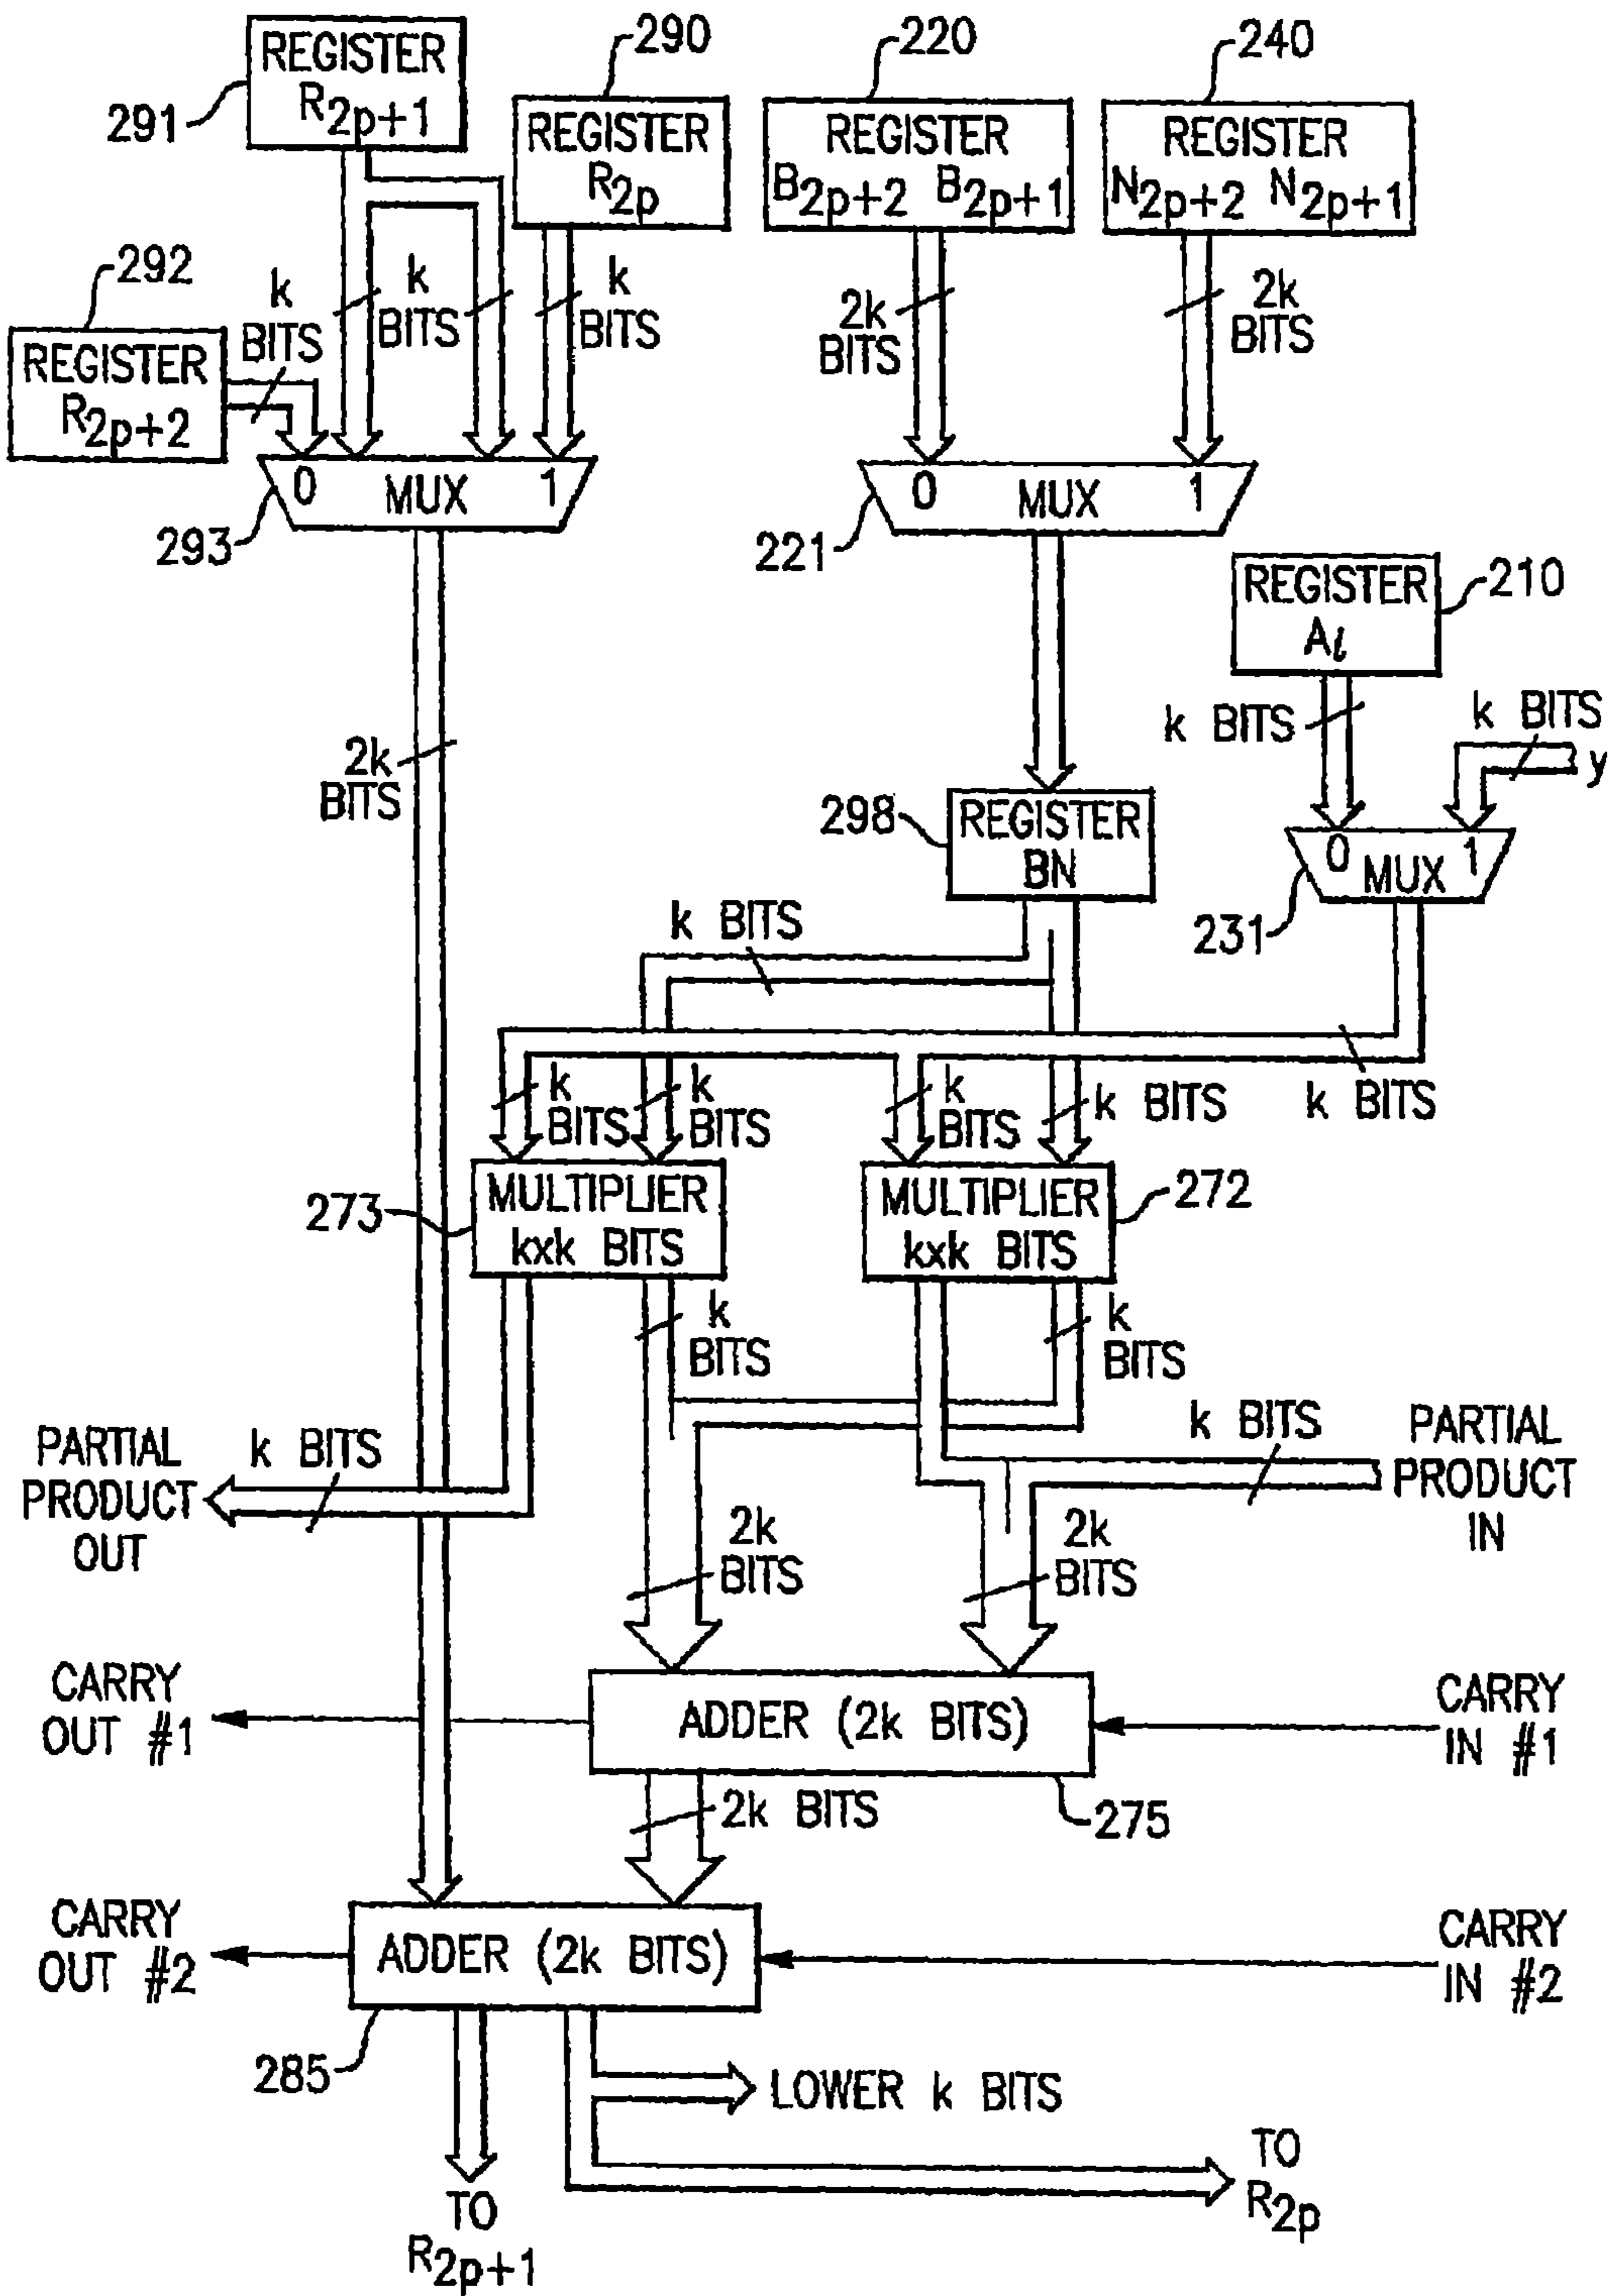 REGISTER
R2p+1
291
REGISTER
R2p
290
REGISTER
B2p+2 B2p+1
220
REGISTER
N2p+2 N2p+1
240
292
REGISTER
R2p+2
k
BITS
k
BITS
k
BITS
2k
BITS
2k
BITS
0 MUX 1
293
0 MUX 1
221
REGISTER
Ai
210
k BITS
k BITS
y
2k
BITS
298
REGISTER
BN
0 MUX 1
231
k BITS
k
BITS
k
BITS
k
BITS
k BITS
k BITS
MULTIPLIER
kxk BITS
273
MULTIPLIER
kxk BITS
272
k
BITS
k
BITS
PARTIAL
PRODUCT
OUT
k BITS
k BITS
PARTIAL
PRODUCT
IN
2k
BITS
2k
BITS
CARRY
OUT #1
ADDER (2k BITS)
CARRY
IN #1
2k BITS
275
CARRY
OUT #2
ADDER (2k BITS)
CARRY
IN #2
285
LOWER k BITS
TO
R2p+1
TO
R2p